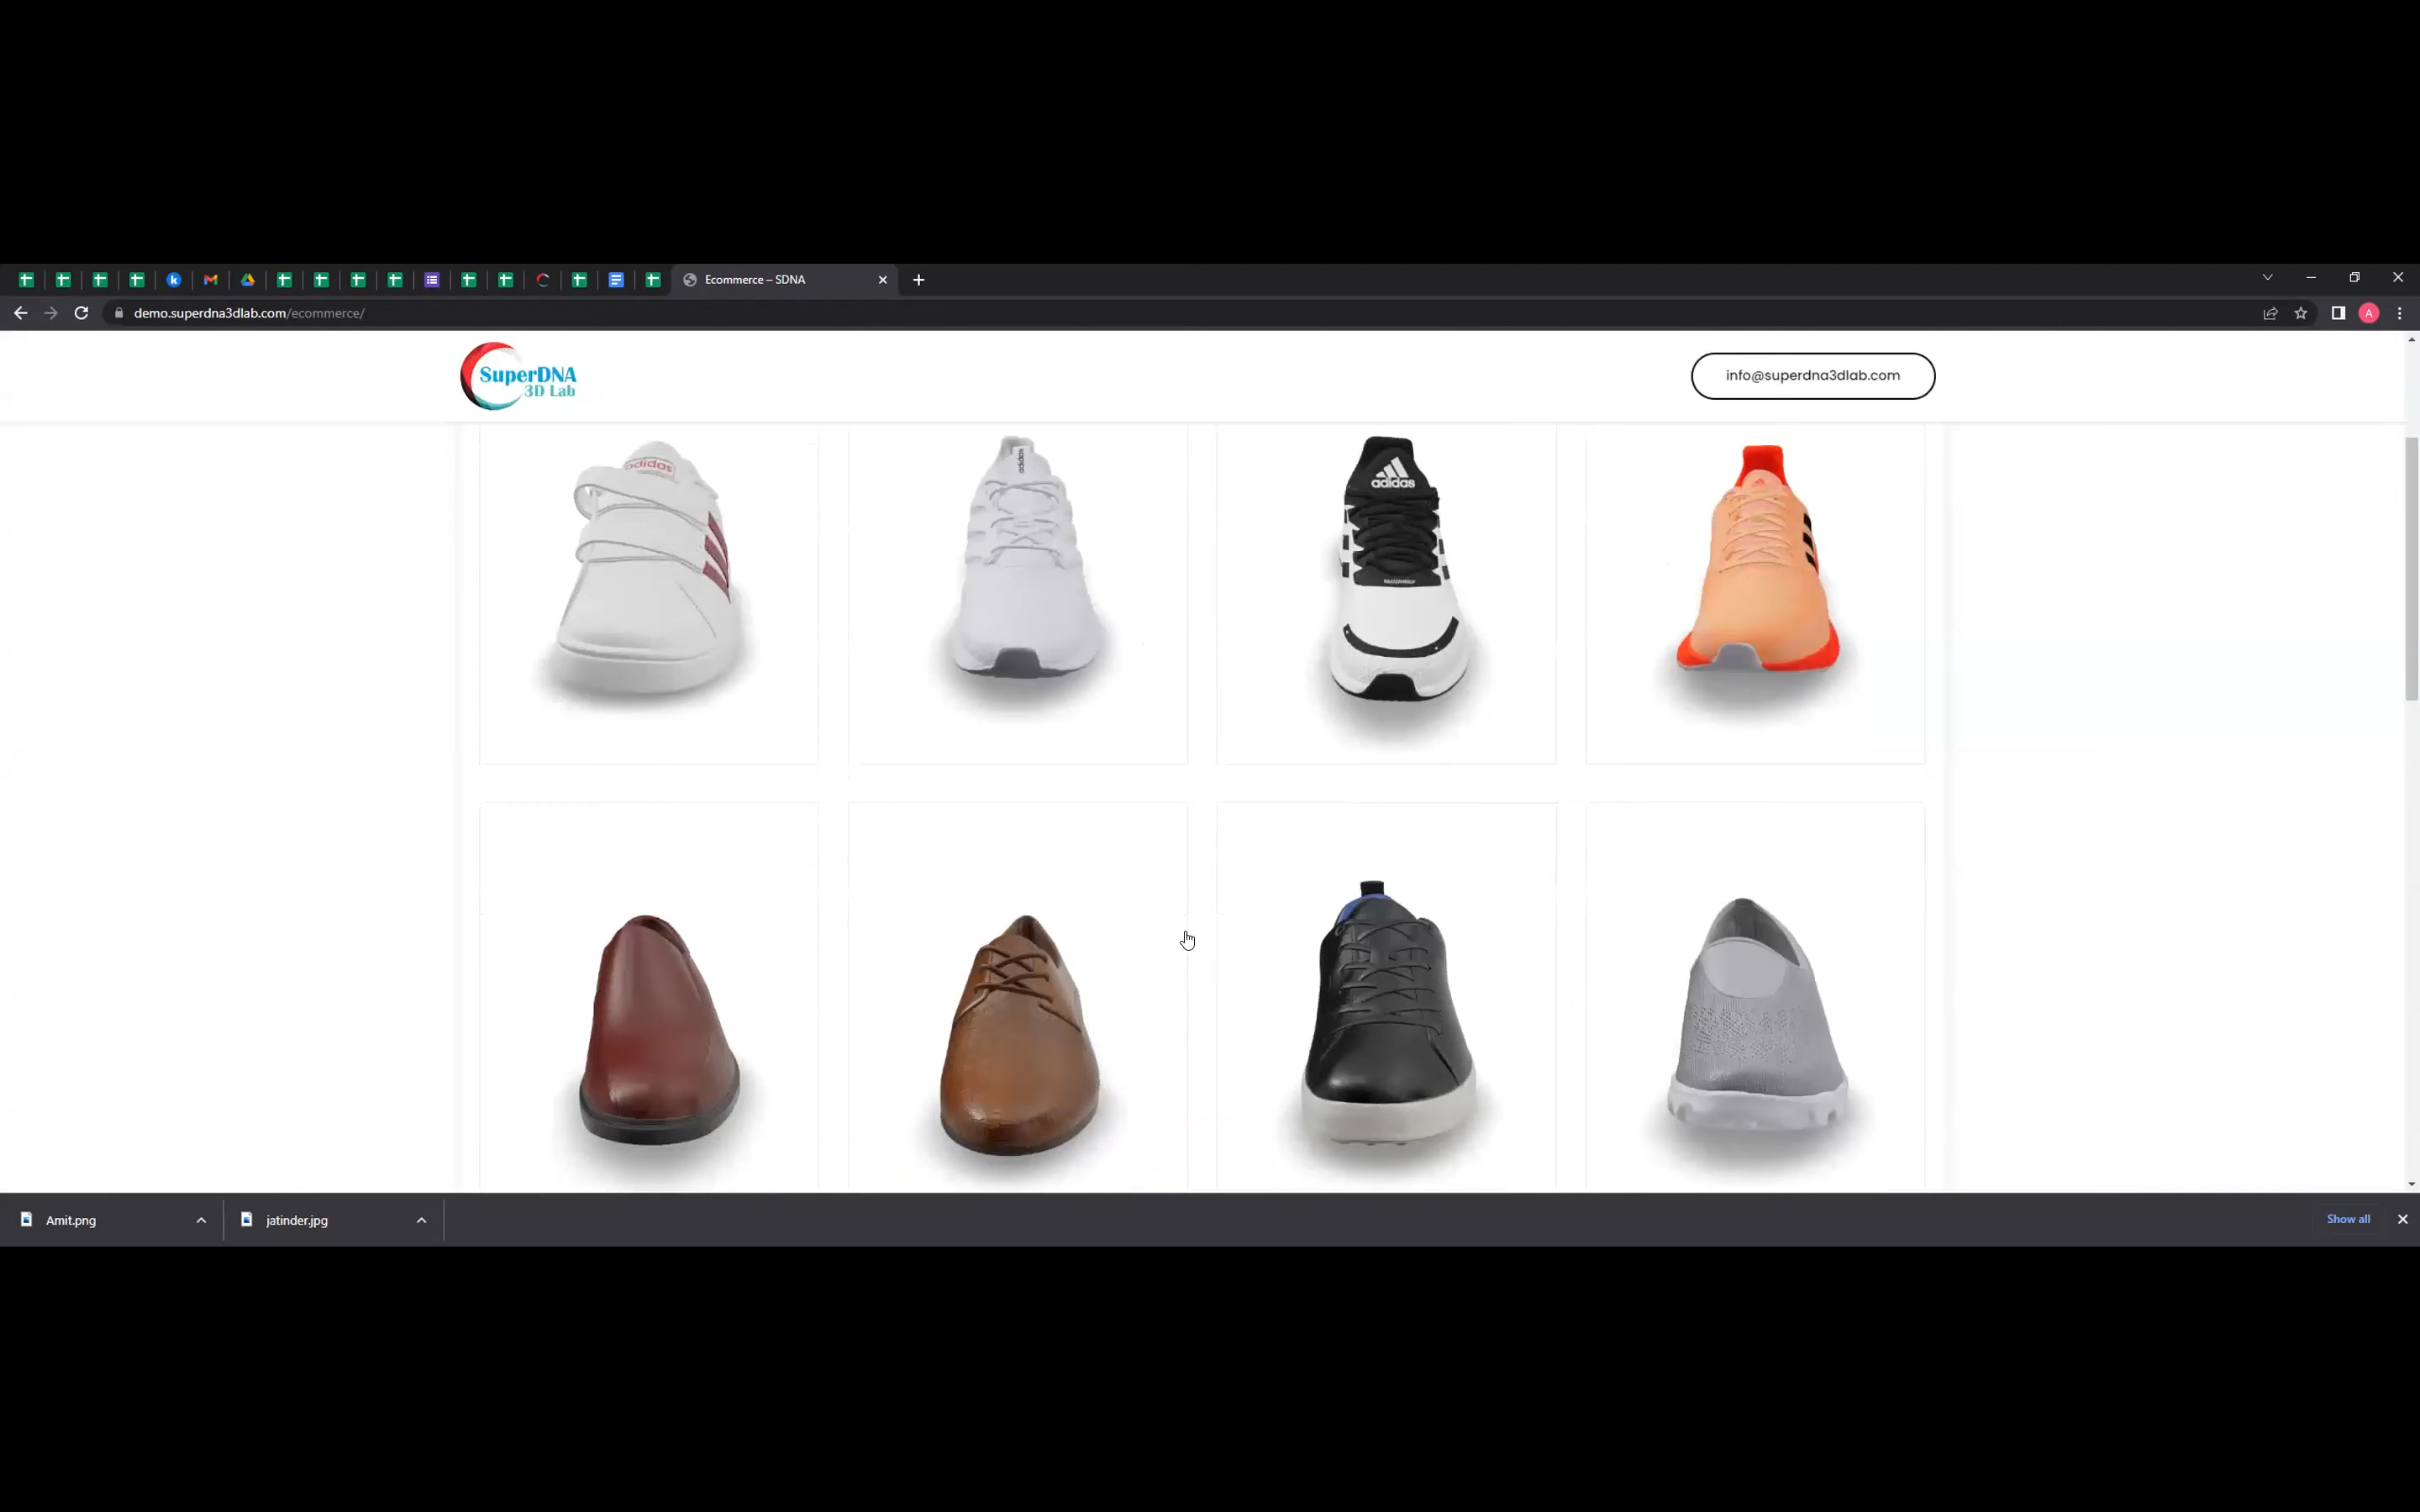 Ecommerce – SDNA
demo.superdna3dlab.com/ecommerce/
A
SuperDNA
3D Lab
info@superdna3dlab.com
adidas
adidas
adidas
Amit.png
jatinder.jpg
Show all